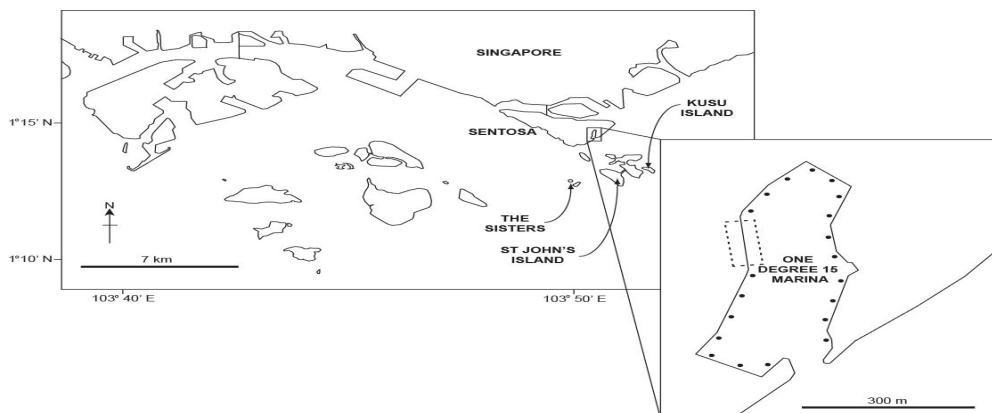 SINGAPORE
KUSU
ISLAND
1°15' N
SENTOSA
N
THE
SISTERS
ST JOHN'S
ISLAND
7 km
1°10' N
103° 40' E
103° 50' E
ONE
DEGREE 15
MARINA
300 m